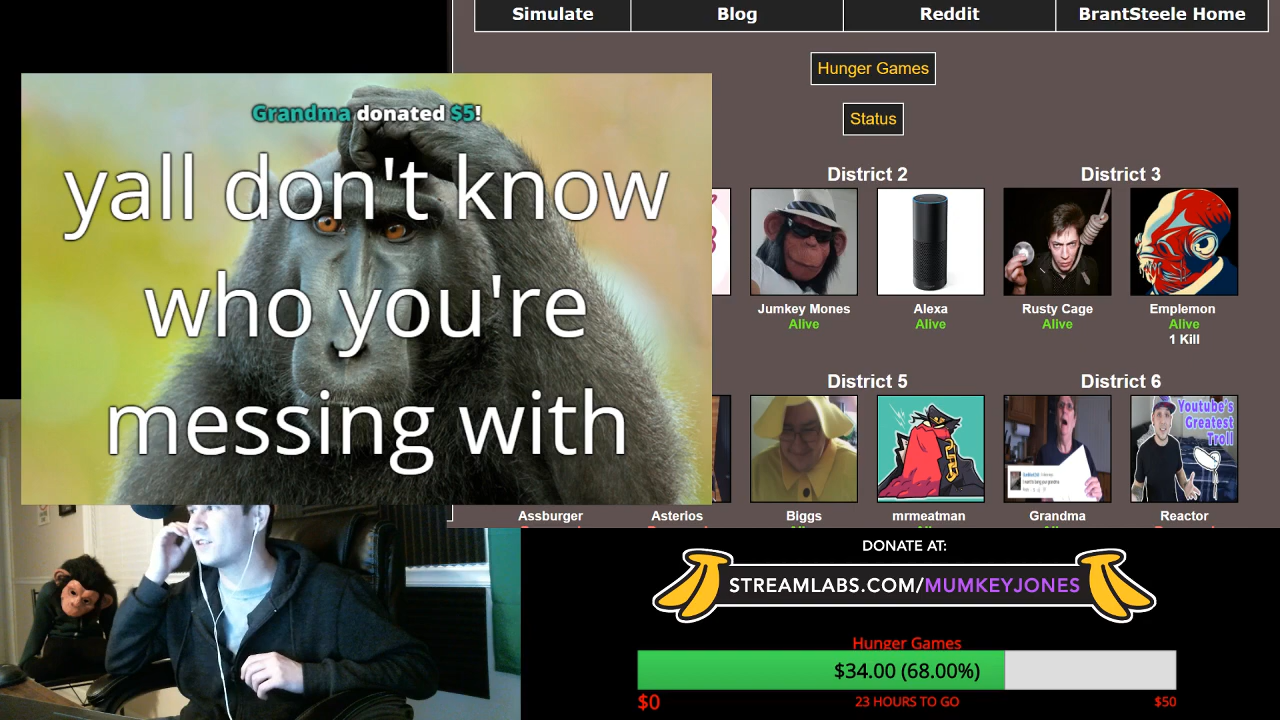 Simulate Blog Reddit BrantSteele Home
Hunger Games
Status
Grandma donated $5!
yall don't know
who you're
messing with
District 2 District 3
Jumkey Mones Alexa Rusty Cage Emplemon
Alive Alive Alive Alive
1 Kill
District 5 District 6
Youtube's
Greatest
Troll
Assburger Asterios Biggs mrmeatman Grandma Reactor
DONATE AT:
STREAMLABS.COM/MUMKEYJONES
Hunger Games
$34.00 (68.00%)
$0 23 HOURS TO GO $50